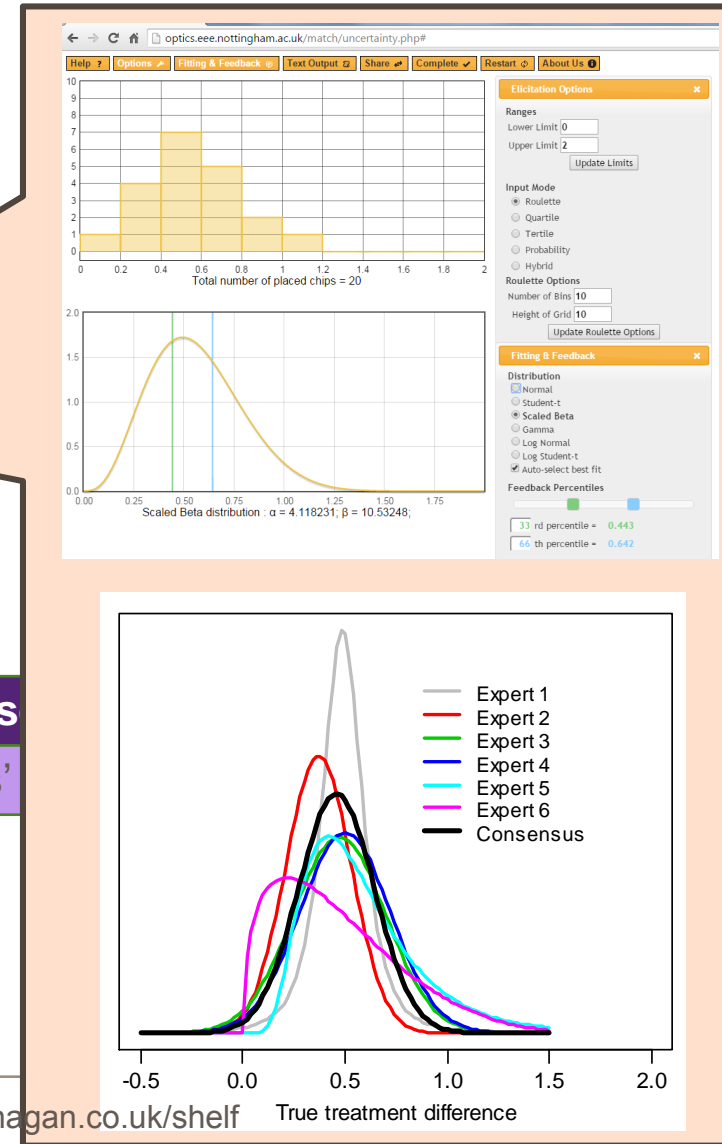 optics.eee.nottingham.ac.uk/match/uncertainty.php#
Help ? Options Fitting & Feedback Text Output Share Complete Restart About Us
10
9
8
7
6
5
4
3
2
1
0
0 0.2 0.4 0.6 0.8 1 1.2 1.4 1.6 1.8 2
Total number of placed chips = 20
2.0
1.5
1.0
0.5
0.0
0.00 0.25 0.50 0.75 1.00 1.25 1.50 1.75
Scaled Beta distribution : α = 4.118231; β = 10.53248;
Elicitation Options
Ranges
Lower Limit 0
Upper Limit 2
Update Limits
Input Mode
Roulette
Quartile
Tertile
Probability
Hybrid
Roulette Options
Number of Bins 10
Height of Grid 10
Update Roulette Options
Fitting & Feedback
Distribution
Normal
Student-t
Scaled Beta
Gamma
Log Normal
Log Student-t
Auto-select best fit
Feedback Percentiles
33 rd percentile = 0.443
66 th percentile = 0.642
Expert 1
Expert 2
Expert 3
Expert 4
Expert 5
Expert 6
Consensus
-0.5 0.0 0.5 1.0 1.5 2.0
True treatment difference
nagan.co.uk/shelf